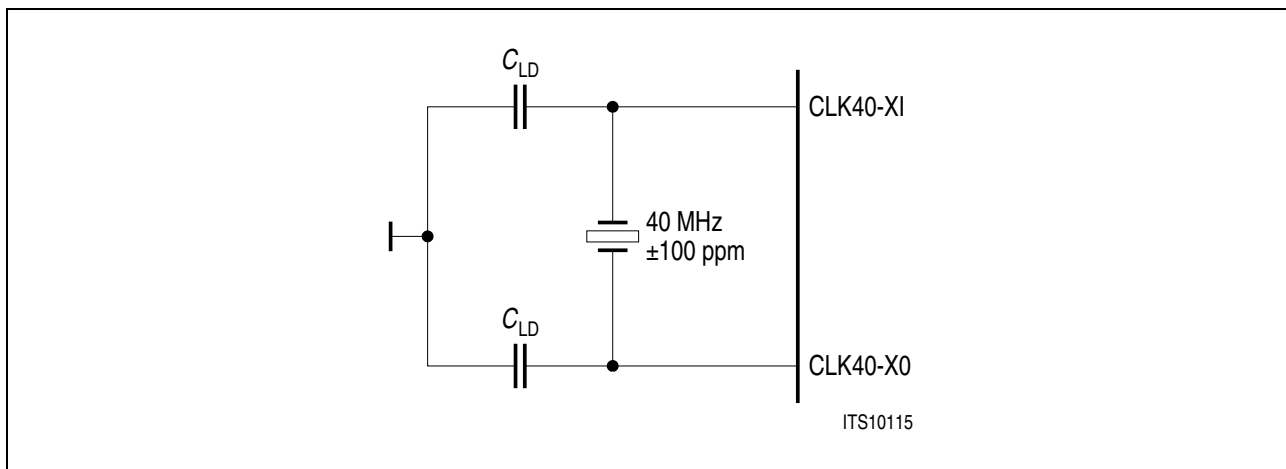 C_LD
CLK40-XI
40 MHz
±100 ppm
C_LD
CLK40-X0
ITS10115